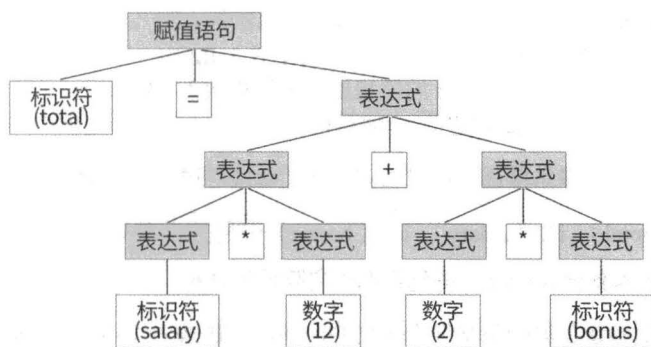 赋值语句
标识符
(total)
=
表达式
表达式
+
表达式
表达式
*
表达式
表达式
*
表达式
标识符
(salary)
数字
(12)
数字
(2)
标识符
(bonus)